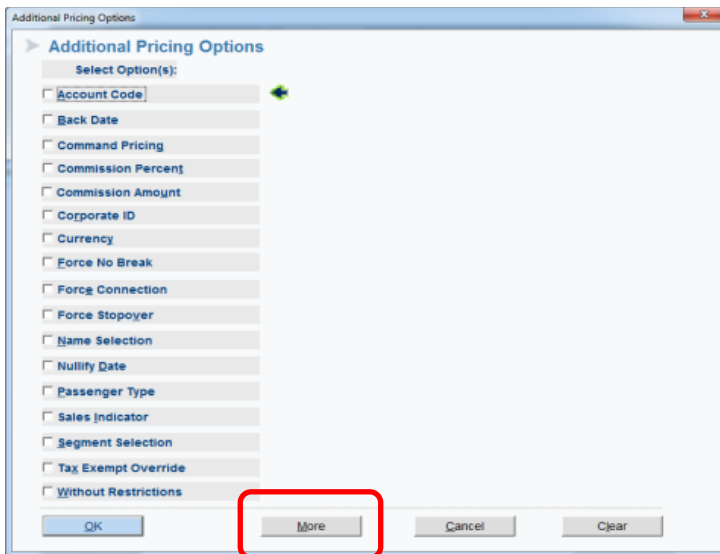 Additional Pricing Options
Additional Pricing Options
Select Option(s):
Account Code
Back Date
Command Pricing
Commission Percent
Commission Amount
Corporate ID
Currency
Force No Break
Force Connection
Force Stopover
Name Selection
Nullify Date
Passenger Type
Sales Indicator
Segment Selection
Tax Exempt Override
Without Restrictions
OK More Cancel Clear